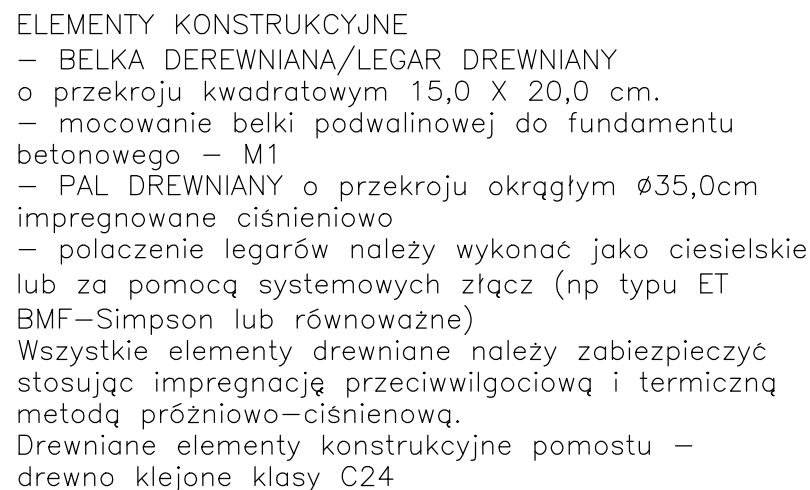 ELEMENTY KONSTRUKCYJNE
– BELKA DEREWNIANA/LEGAR DREWNIANY
o przekroju kwadratowym 15,0 X 20,0 cm.
– mocowanie belki podwalinowej do fundamentu
betonowego – M1
– PAL DREWNIANY o przekroju okrągłym ø35,0cm
impregnowane ciśnieniowo
– polaczenie legarów należy wykonać jako ciesielskie
lub za pomocą systemowych złącz (np typu ET
BMF–Simpson lub równoważne)
Wszystkie elementy drewniane należy zabiezpieczyć
stosując impregnację przeciwwilgociową i termiczną
metodą próżniowo–ciśnienową.
Drewniane elementy konstrukcyjne pomostu –
drewno klejone klasy C24